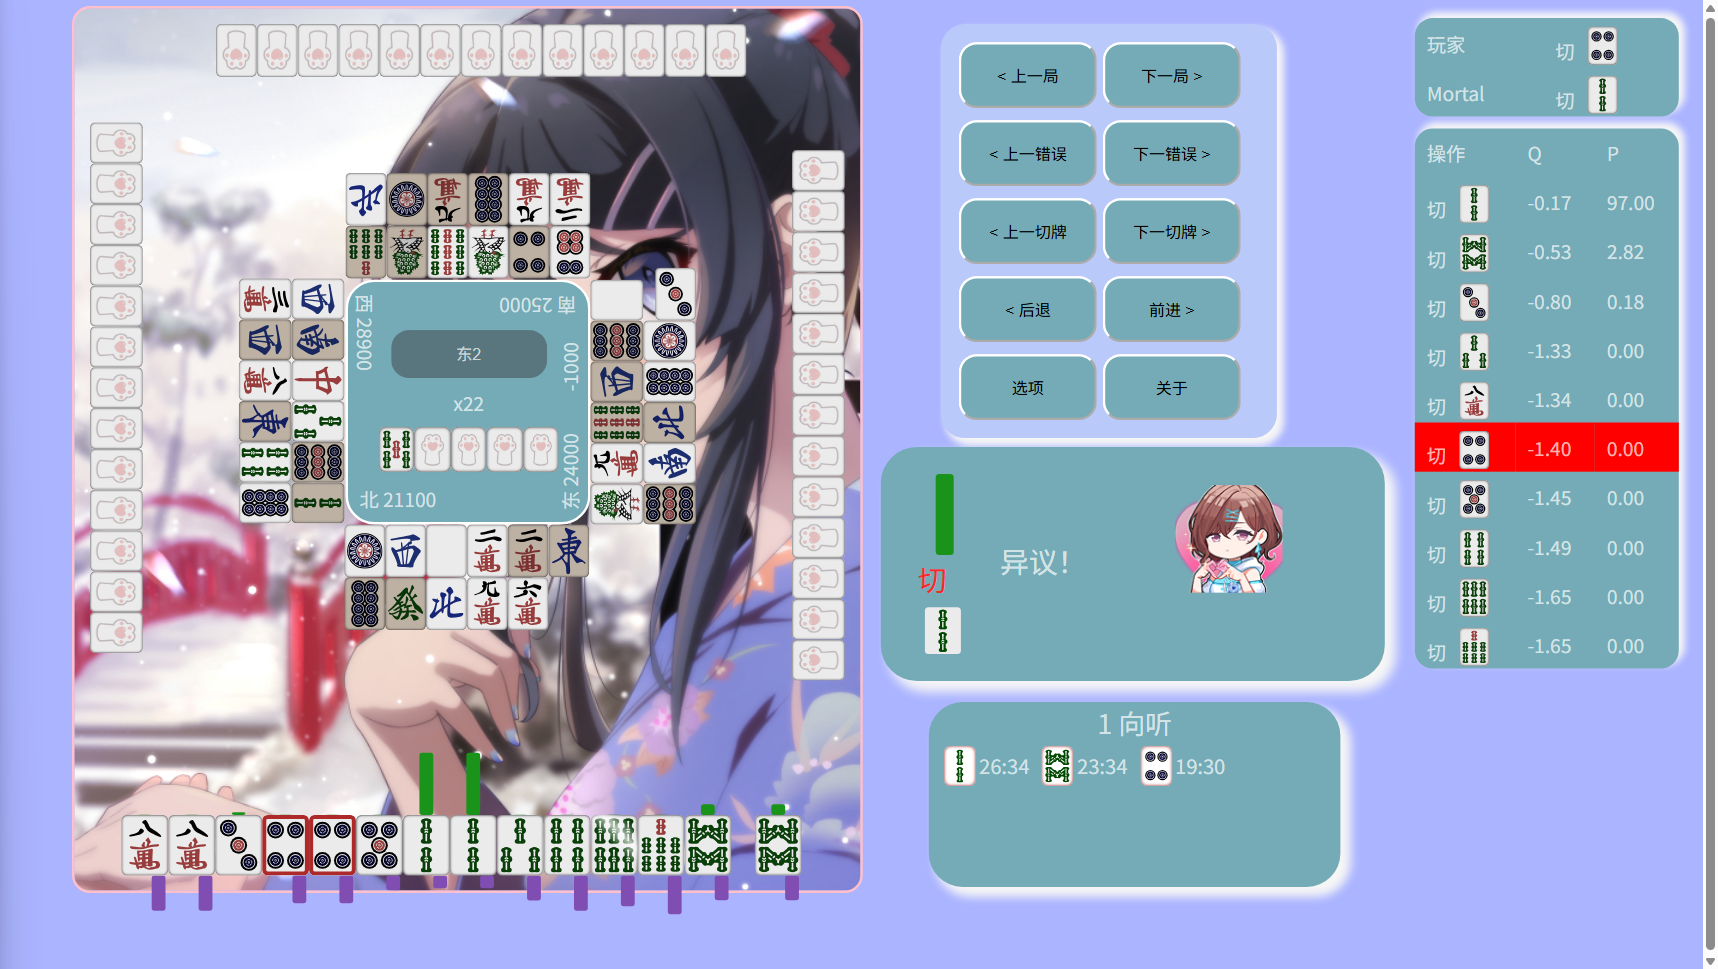 西 28900
南 25000
东2
-1000
x22
北 21100
东 24000
< 上一局
下一局 >
< 上一错误
下一错误 >
< 上一切牌
下一切牌 >
< 后退
前进 >
选项
关于
切
异议!
1 向听
26:34
23:34
19:30
玩家 切
Mortal 切
操作 Q P
切 -0.17 97.00
切 -0.53 2.82
切 -0.80 0.18
切 -1.33 0.00
切 -1.34 0.00
切 -1.40 0.00
切 -1.45 0.00
切 -1.49 0.00
切 -1.65 0.00
切 -1.65 0.00